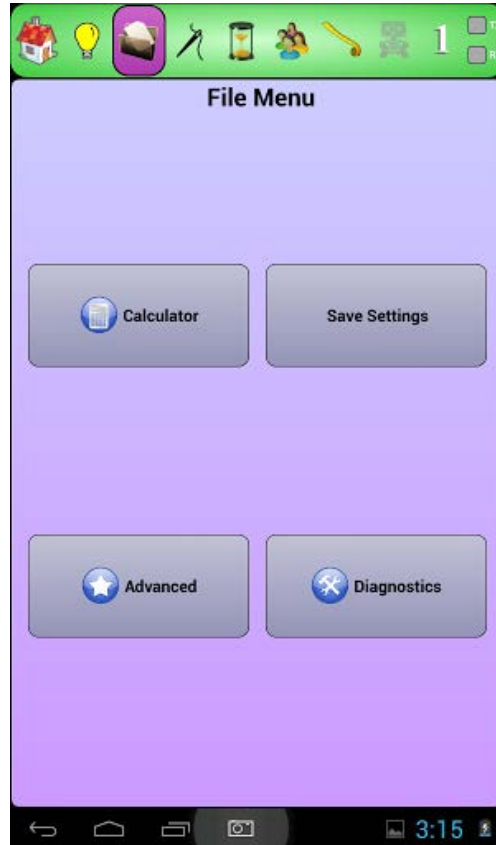 1
T
R
File Menu
Calculator
Save Settings
Advanced
Diagnostics
3:15